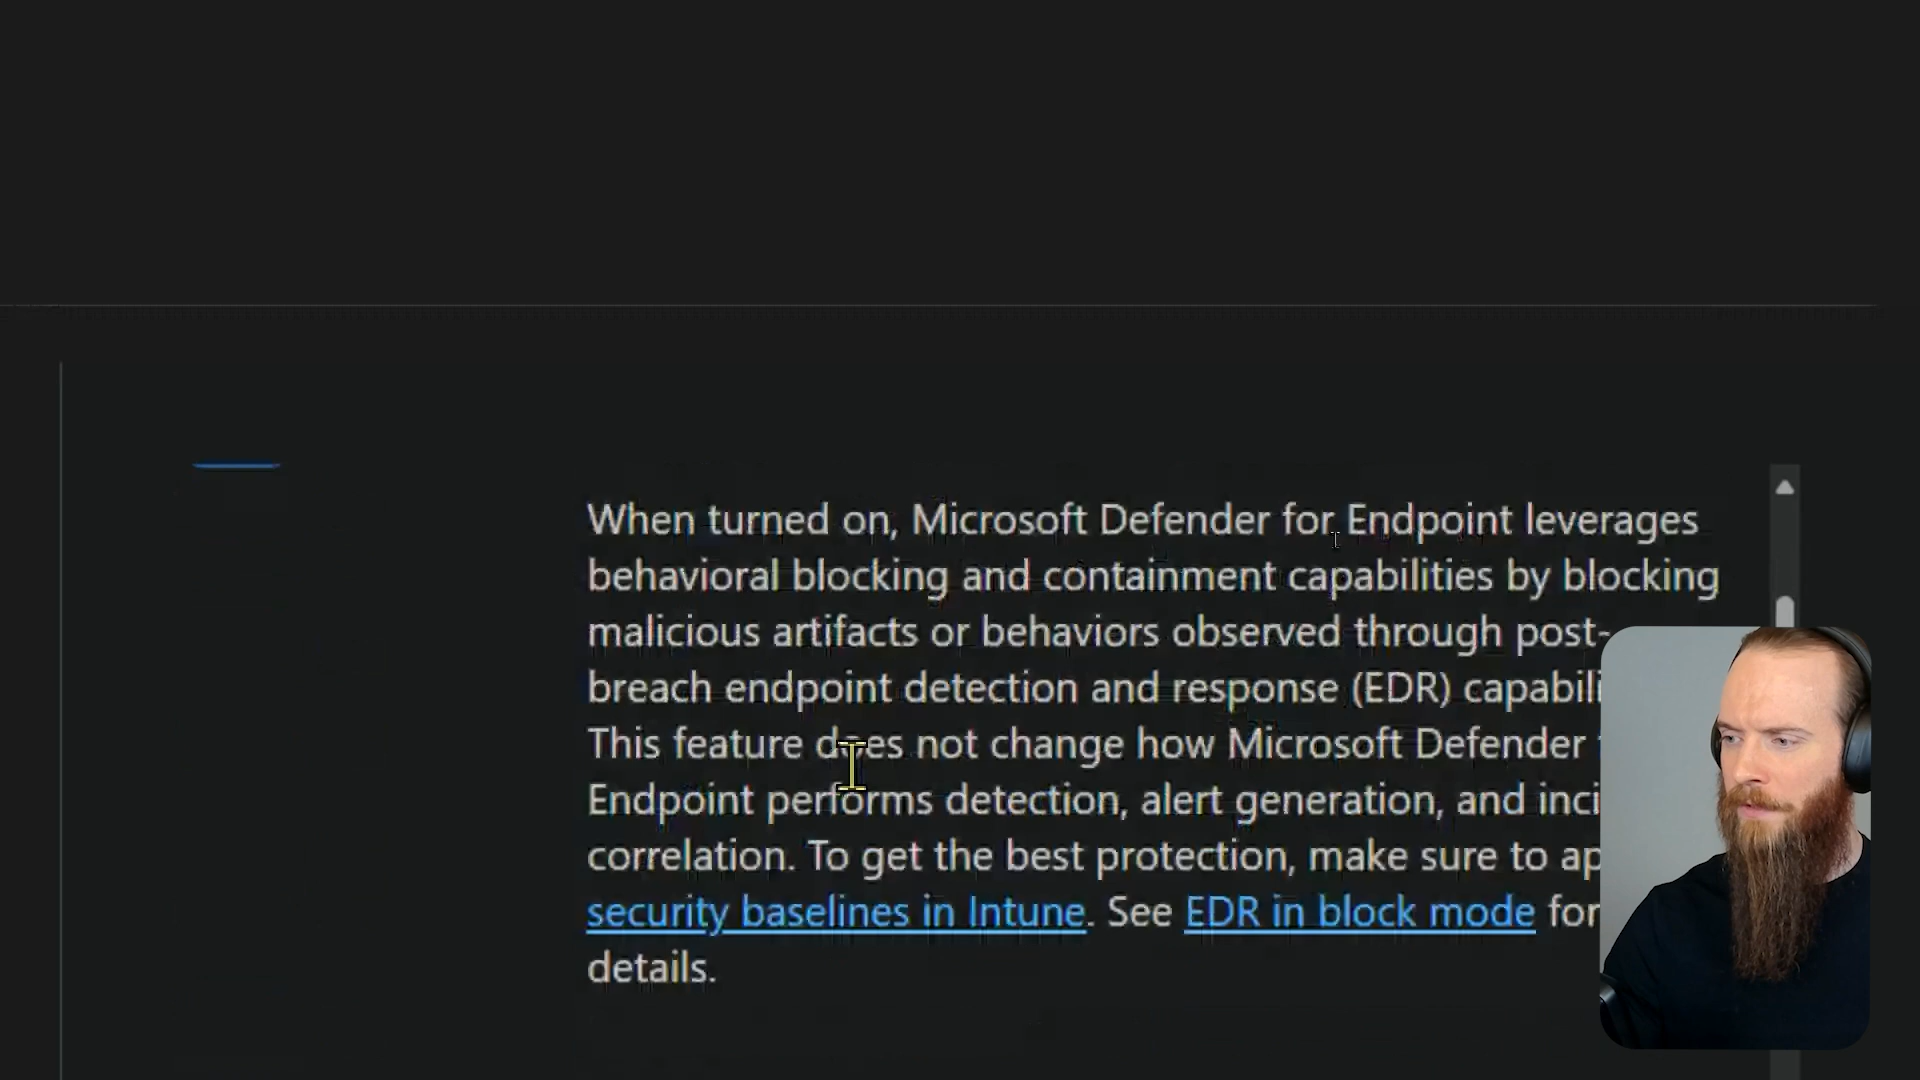 When turned on, Microsoft Defender for Endpoint leverages
behavioral blocking and containment capabilities by blocking
malicious artifacts or behaviors observed through post-
breach endpoint detection and response (EDR)
This feature does not change how Microsoft Defender
Endpoint performs detection, alert generation, and
correlation. To get the best protection, make sure to
security baselines in Intune. See EDR in block mode for
details.